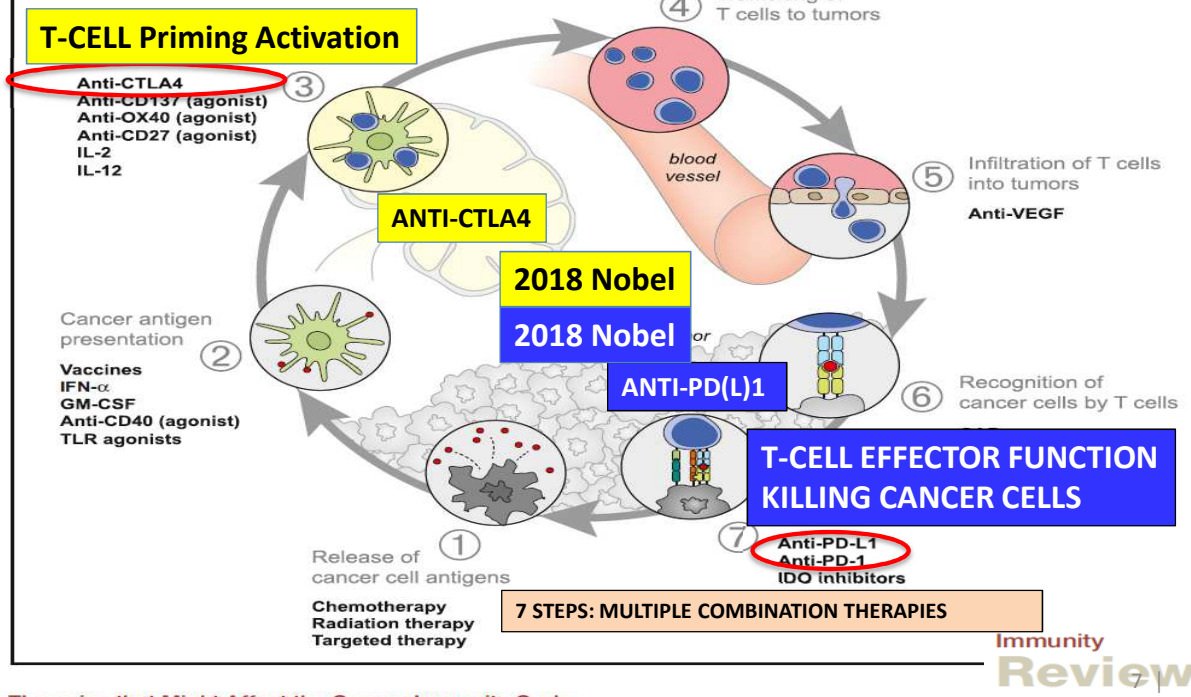 ④
T cells to tumors
T-CELL Priming Activation
Anti-CTLA4
Anti-CD137 (agonist)
Anti-OX40 (agonist)
Anti-CD27 (agonist)
IL-2
IL-12
③
blood
vessel
⑤
Infiltration of T cells
into tumors
Anti-VEGF
ANTI-CTLA4
2018 Nobel
2018 Nobel
ANTI-PD(L)1
Cancer antigen
presentation
②
Vaccines
IFN-α
GM-CSF
Anti-CD40 (agonist)
TLR agonists
⑥
Recognition of
cancer cells by T cells
T-CELL EFFECTOR FUNCTION
KILLING CANCER CELLS
⑦
Anti-PD-L1
Anti-PD-1
IDO inhibitors
①
Release of
cancer cell antigens
Chemotherapy
Radiation therapy
Targeted therapy
7 STEPS: MULTIPLE COMBINATION THERAPIES
Immunity
Review
7 |